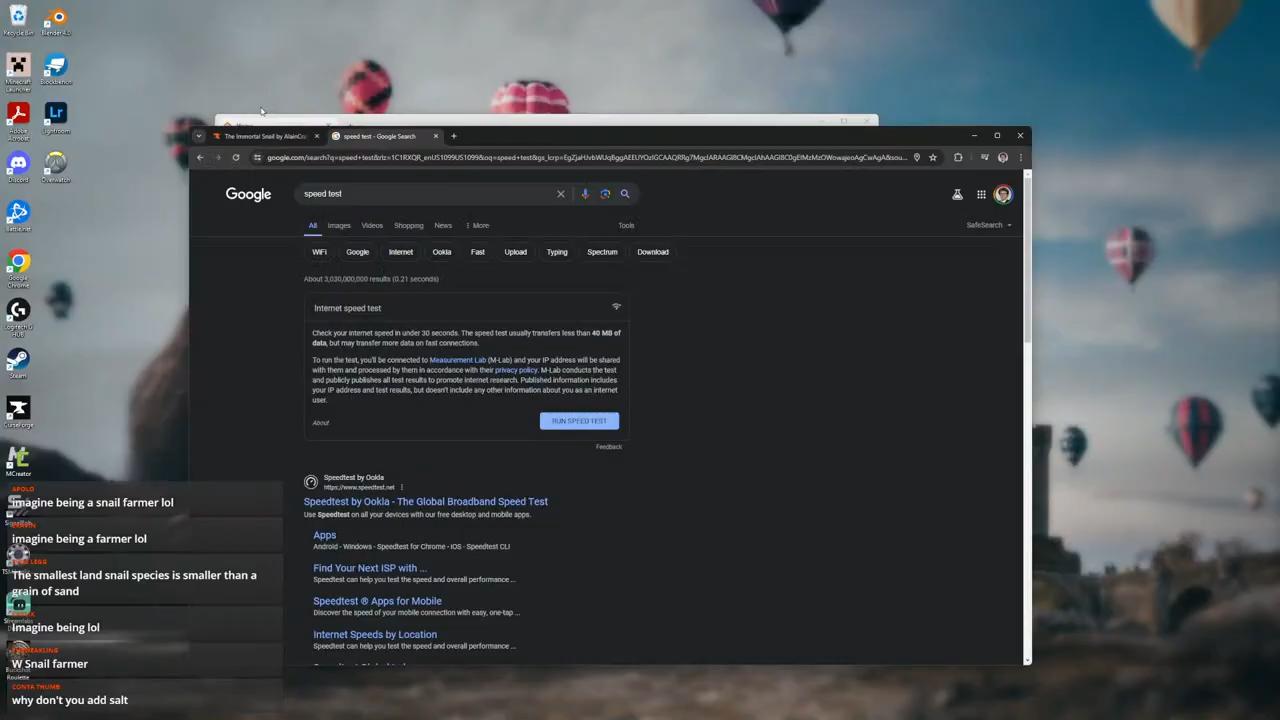 Recycle Bin
Blender 4.0
Minecraft Launcher
Blockbench
Adobe Acrobat
Lightroom
Discord
Overwatch
Battle.net
Google Chrome
Logitech G HUB
Steam
CurseForge
MCreator
The Immortal Snail by AlainCra
speed test - Google Search
Google
speed test
All
Images
Videos
Shopping
News
More
Tools
SafeSearch
WiFi
Google
Internet
Ookla
Fast
Upload
Typing
Spectrum
Download
About 3,030,000,000 results (0.21 seconds)
Internet speed test
Check your internet speed in under 30 seconds. The speed test usually transfers less than 40 MB of
data, but may transfer more data on fast connections.
To run the test, you'll be connected to Measurement Lab (M-Lab) and your IP address will be shared
with them and processed by them in accordance with their privacy policy. M-Lab conducts the test
and publicly publishes all test results to promote internet research. Published information includes
your IP address and test results, but doesn't include any other information about you as an internet
user.
About
RUN SPEED TEST
Feedback
Speedtest by Ookla
https://www.speedtest.net
Speedtest by Ookla - The Global Broadband Speed Test
Use Speedtest on all your devices with our free desktop and mobile apps.
Apps
Android - Windows - Speedtest for Chrome - IOS - Speedtest CLI
Find Your Next ISP with ...
Speedtest can help you test the speed and overall performance ...
Speedtest ® Apps for Mobile
Discover the speed of your mobile connection with easy, one-tap ...
Internet Speeds by Location
Speedtest can help you test the speed and overall performance ...
APOLO
imagine being a snail farmer lol
imagine being a farmer lol
The smallest land snail species is smaller than a
grain of sand
Imagine being lol
W Snail farmer
CONTA THUMB
why don't you add salt
Roulette